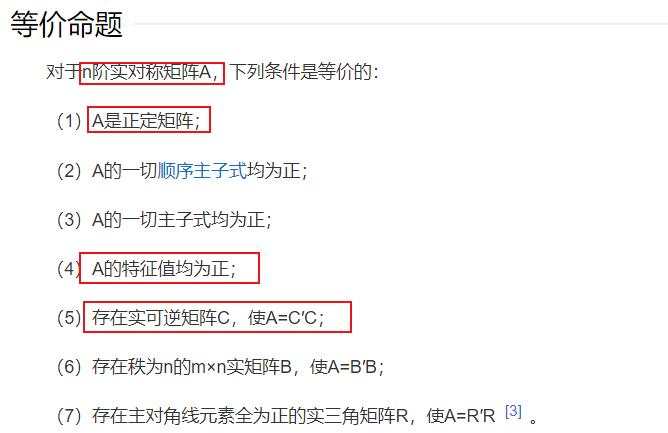 等价命题
对于n阶实对称矩阵A，下列条件是等价的：
（1）A是正定矩阵；
（2）A的一切顺序主子式均为正；
（3）A的一切主子式均为正；
（4）A的特征值均为正；
（5）存在实可逆矩阵C，使A=C′C；
（6）存在秩为n的m×n实矩阵B，使A=B′B；
（7）存在主对角线元素全为正的实三角矩阵R，使A=R′R [3] 。